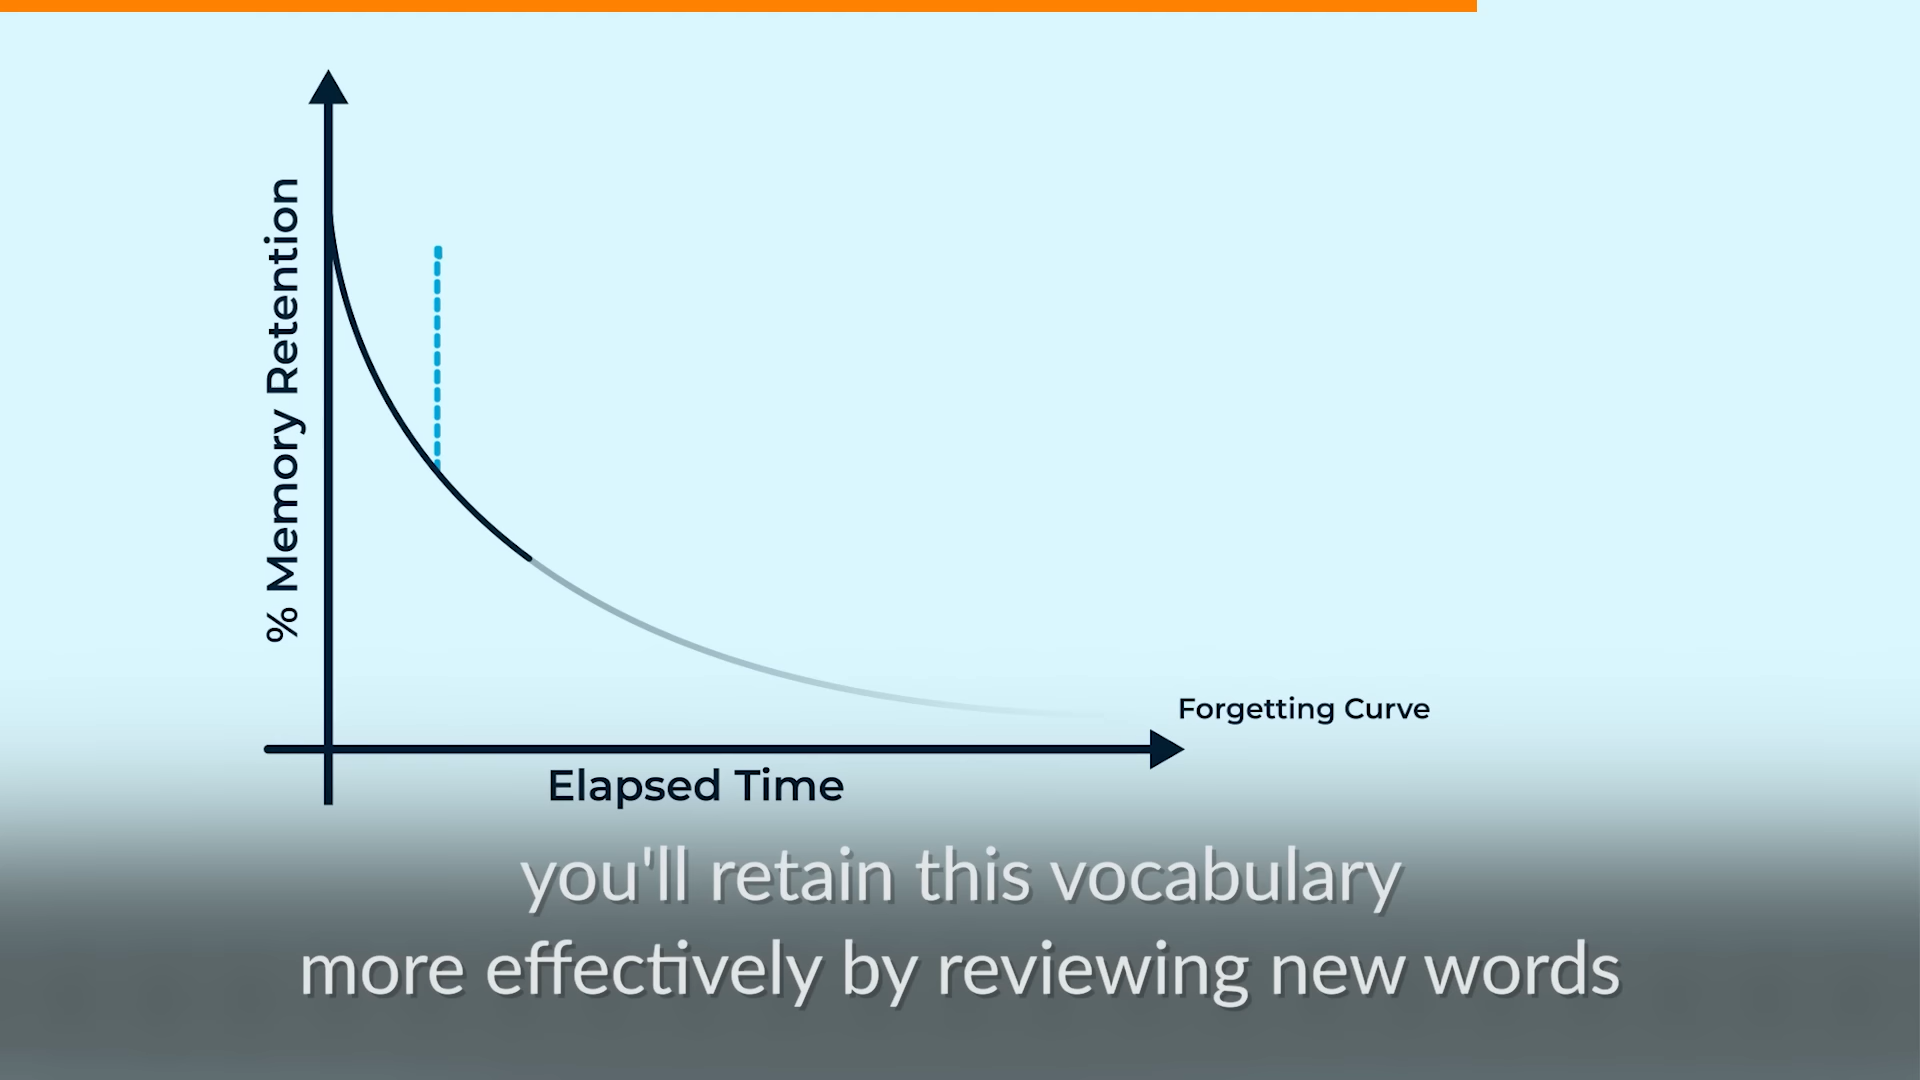 % Memory Retention
Forgetting Curve
Elapsed Time
you'll retain this vocabulary
more effectively by reviewing new words